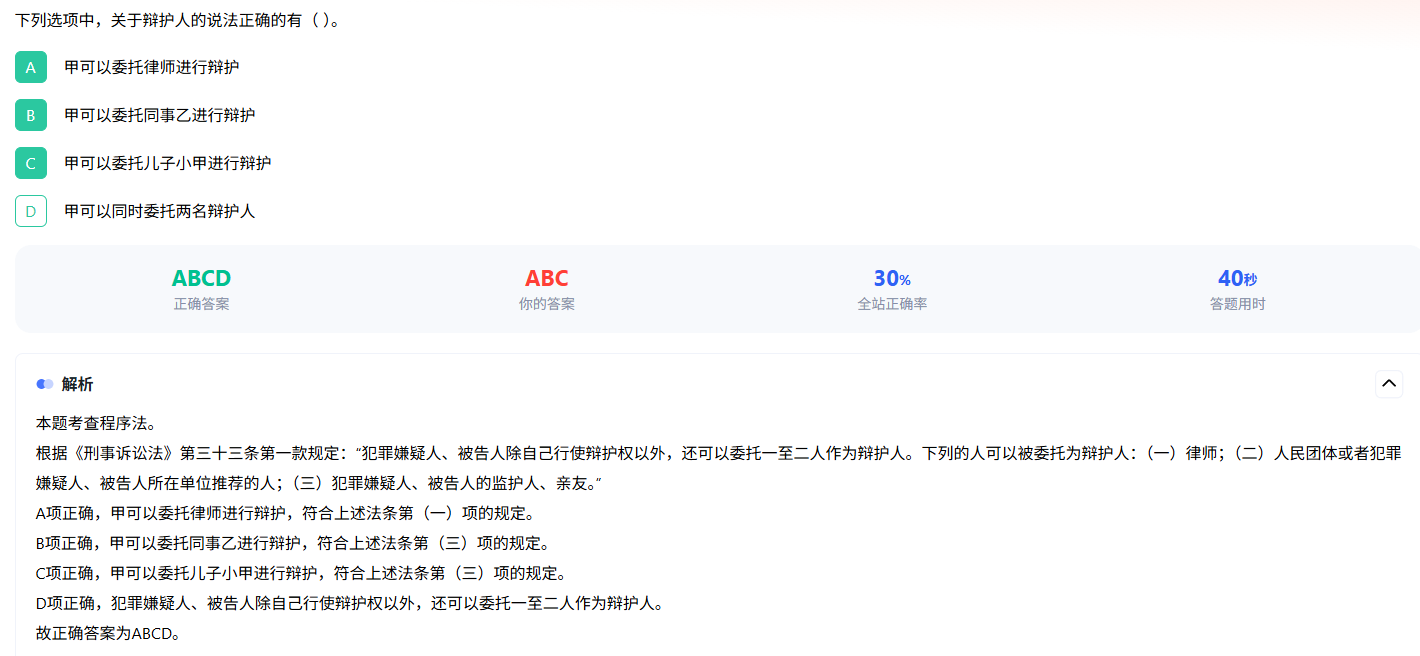 下列选项中，关于辩护人的说法正确的有（ ）。
A 甲可以委托律师进行辩护
B 甲可以委托同事乙进行辩护
C 甲可以委托儿子小甲进行辩护
D 甲可以同时委托两名辩护人
ABCD ABC 30% 40秒
正确答案 你的答案 全站正确率 答题用时
解析
本题考查程序法。
根据《刑事诉讼法》第三十三条第一款规定：“犯罪嫌疑人、被告人除自己行使辩护权以外，还可以委托一至二人作为辩护人。下列的人可以被委托为辩护人：（一）律师；（二）人民团体或者犯罪
嫌疑人、被告人所在单位推荐的人；（三）犯罪嫌疑人、被告人的监护人、亲友。”
A项正确，甲可以委托律师进行辩护，符合上述法条第（一）项的规定。
B项正确，甲可以委托同事乙进行辩护，符合上述法条第（三）项的规定。
C项正确，甲可以委托儿子小甲进行辩护，符合上述法条第（三）项的规定。
D项正确，犯罪嫌疑人、被告人除自己行使辩护权以外，还可以委托一至二人作为辩护人。
故正确答案为ABCD。